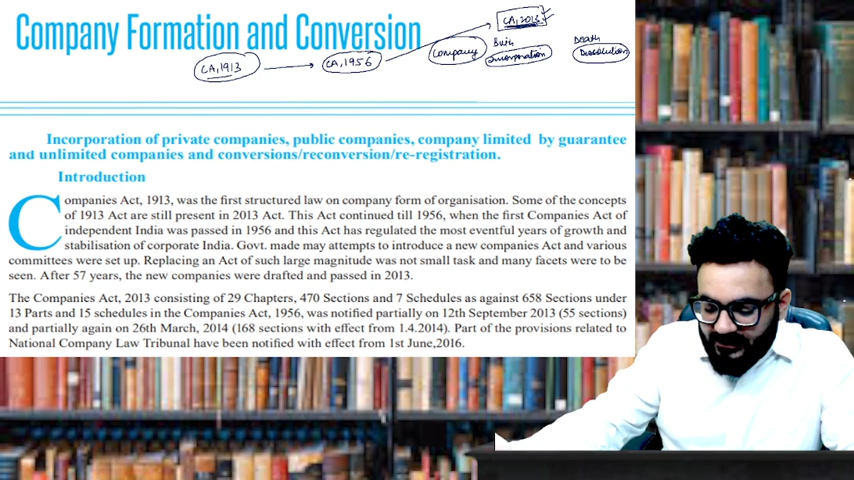 Company Formation and Conversion
CA, 1913
CA, 1956
CA, 2013
Company
Birth
Incorporation
Death
Dissolution
Incorporation of private companies, public companies, company limited by guarantee
and unlimited companies and conversions/reconversion/re-registration.
Introduction
Companies Act, 1913, was the first structured law on company form of organisation. Some of the concepts
of 1913 Act are still present in 2013 Act. This Act continued till 1956, when the first Companies Act of
independent India was passed in 1956 and this Act has regulated the most eventful years of growth and
stabilisation of corporate India. Govt. made may attempts to introduce a new companies Act and various
committees were set up. Replacing an Act of such large magnitude was not small task and many facets were to be
seen. After 57 years, the new companies were drafted and passed in 2013.
The Companies Act, 2013 consisting of 29 Chapters, 470 Sections and 7 Schedules as against 658 Sections under
13 Parts and 15 schedules in the Companies Act, 1956, was notified partially on 12th September 2013 (55 sections)
and partially again on 26th March, 2014 (168 sections with effect from 1.4.2014). Part of the provisions related to
National Company Law Tribunal have been notified with effect from 1st June,2016.